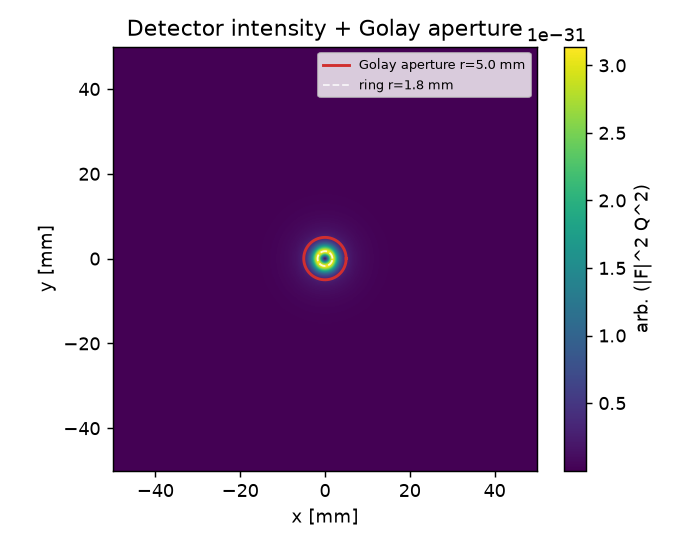 Detector intensity + Golay aperture
1e−31
Golay aperture r=5.0 mm
ring r=1.8 mm
40
20
0
−20
−40
y [mm]
−40 −20 0 20 40
x [mm]
3.0
2.5
2.0
1.5
1.0
0.5
arb. (|F|^2 Q^2)